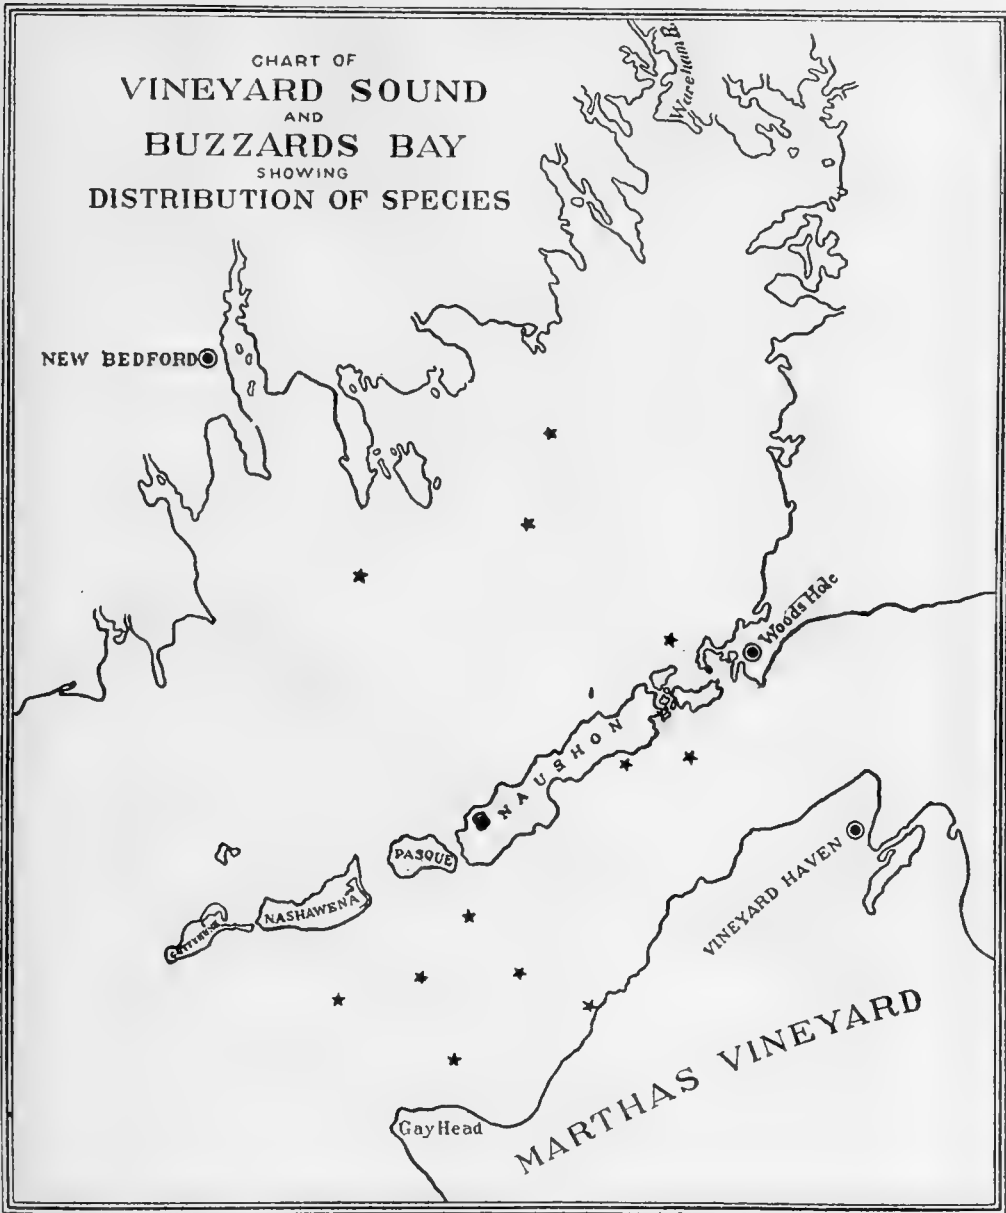 CHART OF
VINEYARD SOUND
AND
BUZZARDS BAY
SHOWING
DISTRIBUTION OF SPECIES
Wareham R.
NEW BEDFORD
Woods Hole
NAUSHON
PASQUE
NASHAWENA
CUTTYHUNK
VINEYARD HAVEN
MARTHAS VINEYARD
Gay Head